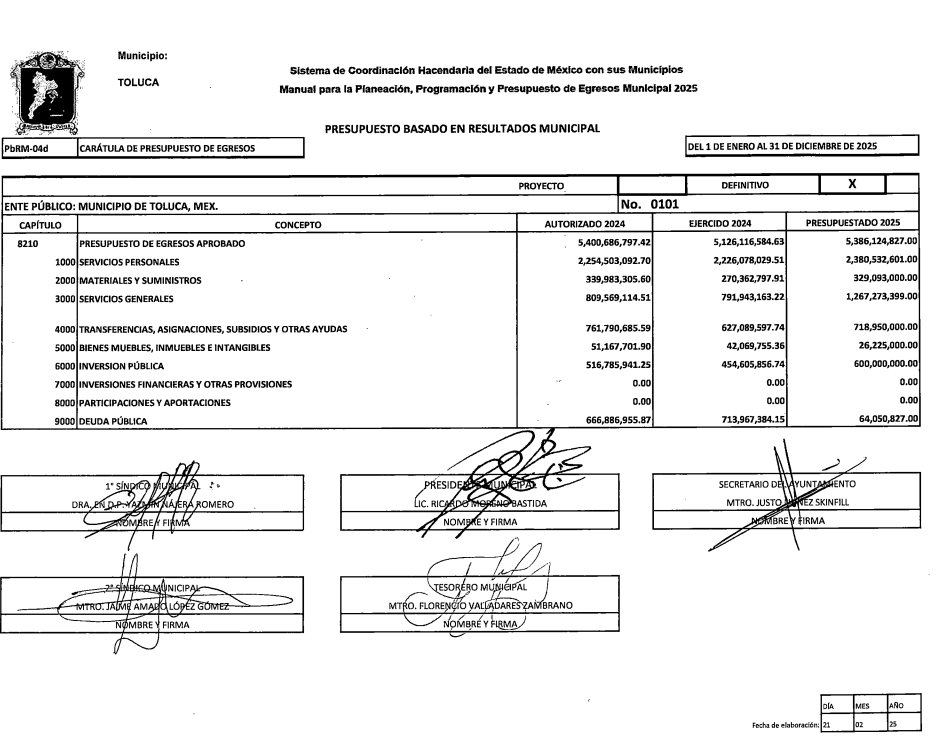 Municipio:
TOLUCA
Sistema de Coordinación Hacendaria del Estado de México con sus Municipios
Manual para la Planeación, Programación y Presupuesto de Egresos Municipal 2025
PRESUPUESTO BASADO EN RESULTADOS MUNICIPAL
PbRM-04d CARÁTULA DE PRESUPUESTO DE EGRESOS DEL 1 DE ENERO AL 31 DE DICIEMBRE DE 2025
PROYECTO DEFINITIVO X
ENTE PÚBLICO: MUNICIPIO DE TOLUCA, MEX. No. 0101
CAPÍTULO CONCEPTO AUTORIZADO 2024 EJERCIDO 2024 PRESUPUESTADO 2025
8210 PRESUPUESTO DE EGRESOS APROBADO 5,400,686,797.42 5,126,116,584.63 5,386,124,827.00
1000 SERVICIOS PERSONALES 2,254,503,092.70 2,226,078,029.51 2,380,532,601.00
2000 MATERIALES Y SUMINISTROS 339,983,305.60 270,362,797.91 329,093,000.00
3000 SERVICIOS GENERALES 809,569,114.51 791,943,163.22 1,267,273,399.00
4000 TRANSFERENCIAS, ASIGNACIONES, SUBSIDIOS Y OTRAS AYUDAS 761,790,685.59 627,089,597.74 718,950,000.00
5000 BIENES MUEBLES, INMUEBLES E INTANGIBLES 51,167,701.90 42,069,755.36 26,225,000.00
6000 INVERSION PÚBLICA 516,785,941.25 454,605,856.74 600,000,000.00
7000 INVERSIONES FINANCIERAS Y OTRAS PROVISIONES 0.00 0.00 0.00
8000 PARTICIPACIONES Y APORTACIONES 0.00 0.00 0.00
9000 DEUDA PÚBLICA 666,886,955.87 713,967,384.15 64,050,827.00
1° SÍNDICO MUNICIPAL
DRA. EN D.P. YAZMIN NÁJERA ROMERO
NOMBRE Y FIRMA
PRESIDENTE MUNICIPAL
LIC. RICARDO MORENO BASTIDA
NOMBRE Y FIRMA
SECRETARIO DEL AYUNTAMIENTO
MTRO. JUSTO NÚÑEZ SKINFILL
NOMBRE Y FIRMA
2° SÍNDICO MUNICIPAL
MTRO. JAIME AMADO LÓPEZ GÓMEZ
NOMBRE Y FIRMA
TESORERO MUNICIPAL
MTRO. FLORENCIO VALLADARES ZAMBRANO
NOMBRE Y FIRMA
DÍA MES AÑO
Fecha de elaboración: 21 02 25